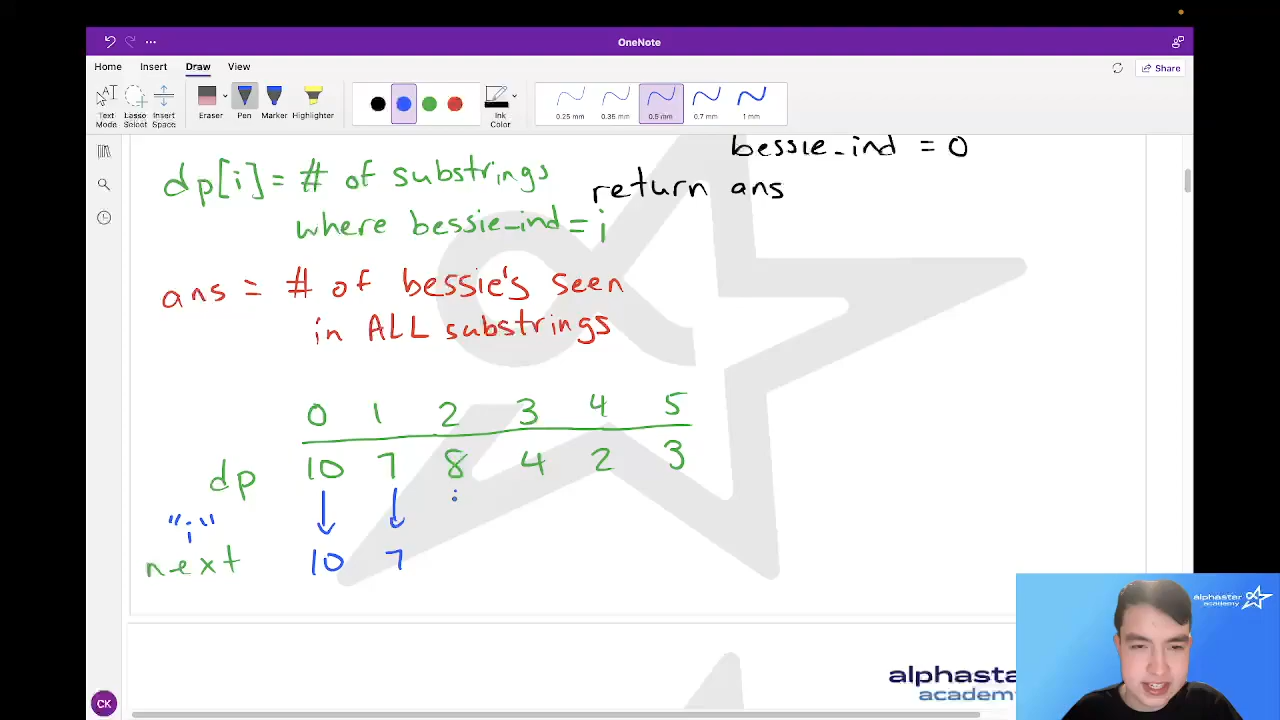 OneNote
Home Insert Draw View
Share
Text Mode
Lasso Select
Insert Space
Eraser
Pen
Marker
Highlighter
Ink Color
0.25 mm
0.35 mm
0.5 mm
0.7 mm
1 mm
bessie_ind = 0
return ans
dp[i] = # of substrings
where bessie_ind = i
ans = # of bessie's seen
in ALL substrings
0 1 2 3 4 5
dp 10 7 8 4 2 3
"i"
next 10 7
alphastar
academy
alphasta
academy
CK